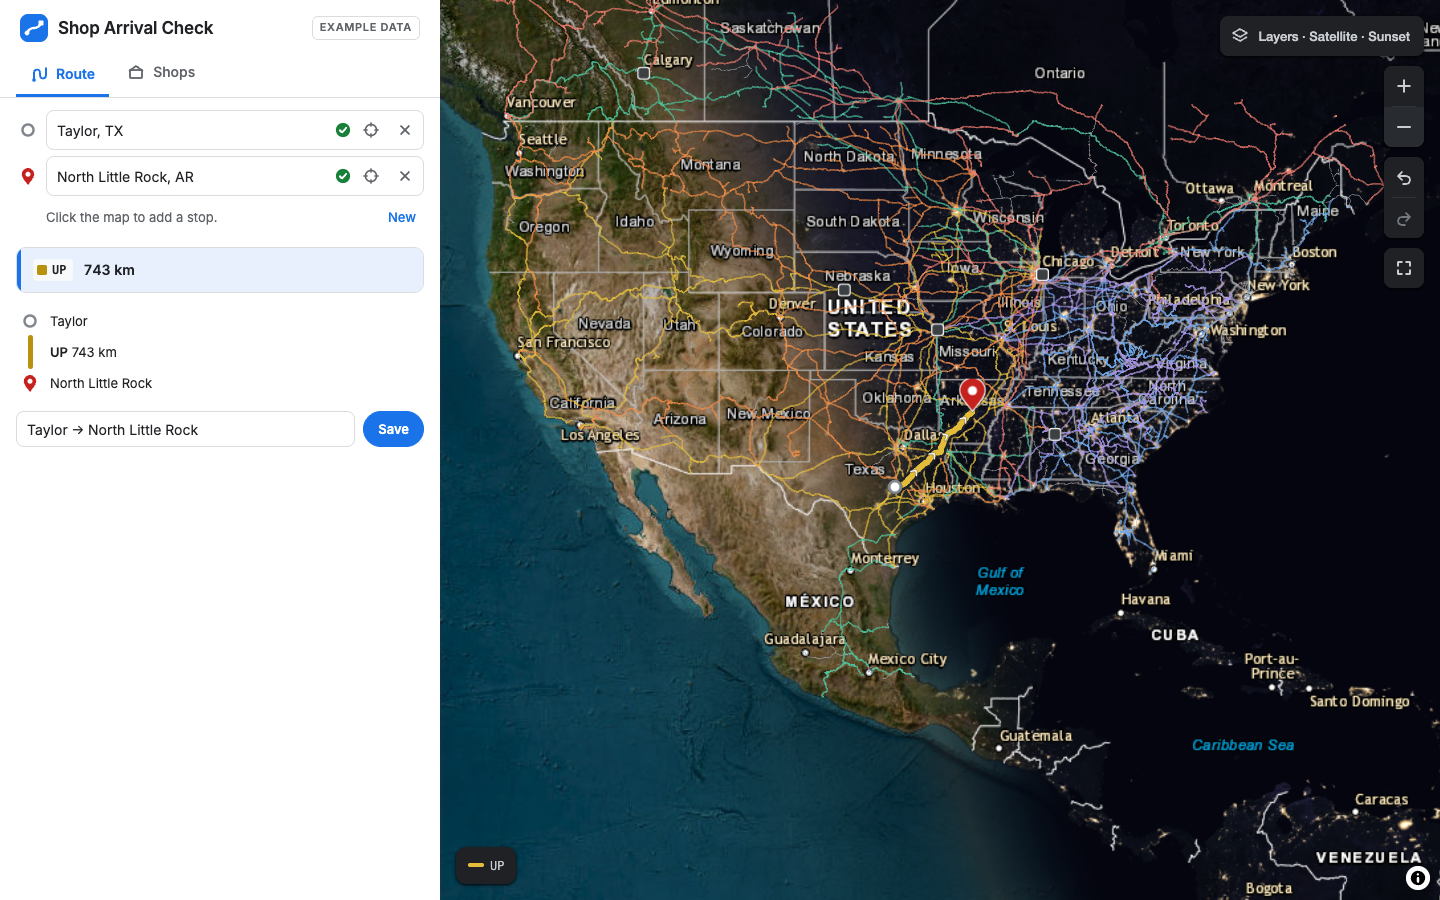 Shop Arrival Check
EXAMPLE DATA
Route
Shops
Taylor, TX
North Little Rock, AR
Click the map to add a stop.
New
UP
743 km
Taylor
UP 743 km
North Little Rock
Taylor → North Little Rock
Save
Layers · Satellite · Sunset
Edmonton
Saskatchewan
Calgary
Ontario
Vancouver
Seattle
Washington
Montana
North Dakota
Minnesota
Ottawa
Montreal
Maine
Oregon
Idaho
South Dakota
Wisconsin
Toronto
Wyoming
Detroit
New York
Boston
Chicago
Nebraska
Iowa
New York
Denver
UNITED
STATES
Illinois
Ohio
Philadelphia
Nevada
Utah
Colorado
St. Louis
Washington
San Francisco
Kansas
Missouri
Kentucky
Virginia
California
Arizona
New Mexico
Oklahoma
Arkansas
Tennessee
North
Carolina
Atlanta
Los Angeles
Dalla
Georgia
Texas
Houston
Monterrey
Miami
Gulf of
Mexico
MÉXICO
Havana
CUBA
Guadalajara
Mexico City
Port-au-
Prince
Santo Domingo
Guatemala
Caribbean Sea
Caracas
VENEZUELA
Bogota
UP